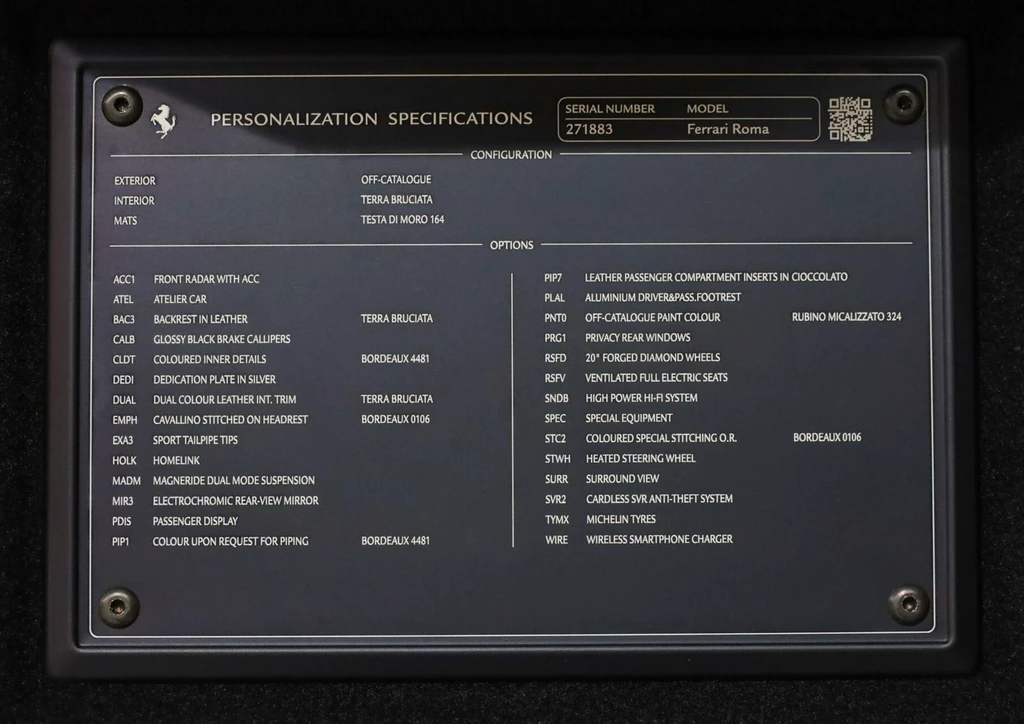 PERSONALIZATION SPECIFICATIONS
SERIAL NUMBER MODEL
271883 Ferrari Roma
CONFIGURATION
EXTERIOR OFF-CATALOGUE
INTERIOR TERRA BRUCIATA
MATS TESTA DI MORO 164
OPTIONS
ACC1 FRONT RADAR WITH ACC
ATEL ATELIER CAR
BAC3 BACKREST IN LEATHER TERRA BRUCIATA
CALB GLOSSY BLACK BRAKE CALLIPERS
CLDT COLOURED INNER DETAILS BORDEAUX 4481
DEDI DEDICATION PLATE IN SILVER
DUAL DUAL COLOUR LEATHER INT. TRIM TERRA BRUCIATA
EMPH CAVALLINO STITCHED ON HEADREST BORDEAUX 0106
EXA3 SPORT TAILPIPE TIPS
HOLK HOMELINK
MADM MAGNERIDE DUAL MODE SUSPENSION
MIR3 ELECTROCHROMIC REAR-VIEW MIRROR
PDIS PASSENGER DISPLAY
PIP1 COLOUR UPON REQUEST FOR PIPING BORDEAUX 4481
PIP7 LEATHER PASSENGER COMPARTMENT INSERTS IN CIOCCOLATO
PLAL ALUMINIUM DRIVER&PASS.FOOTREST
PNT0 OFF-CATALOGUE PAINT COLOUR RUBINO MICALIZZATO 324
PRG1 PRIVACY REAR WINDOWS
RSFD 20" FORGED DIAMOND WHEELS
RSFV VENTILATED FULL ELECTRIC SEATS
SNDB HIGH POWER HI-FI SYSTEM
SPEC SPECIAL EQUIPMENT
STC2 COLOURED SPECIAL STITCHING O.R. BORDEAUX 0106
STWH HEATED STEERING WHEEL
SURR SURROUND VIEW
SVR2 CARDLESS SVR ANTI-THEFT SYSTEM
TYMX MICHELIN TYRES
WIRE WIRELESS SMARTPHONE CHARGER